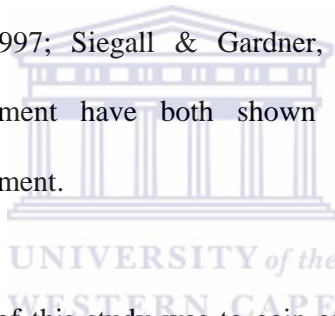 997; Siegall & Gardner,
ment have both shown
ment.
UNIVERSITY of the
of this study was to gain a
WESTERN CAPE